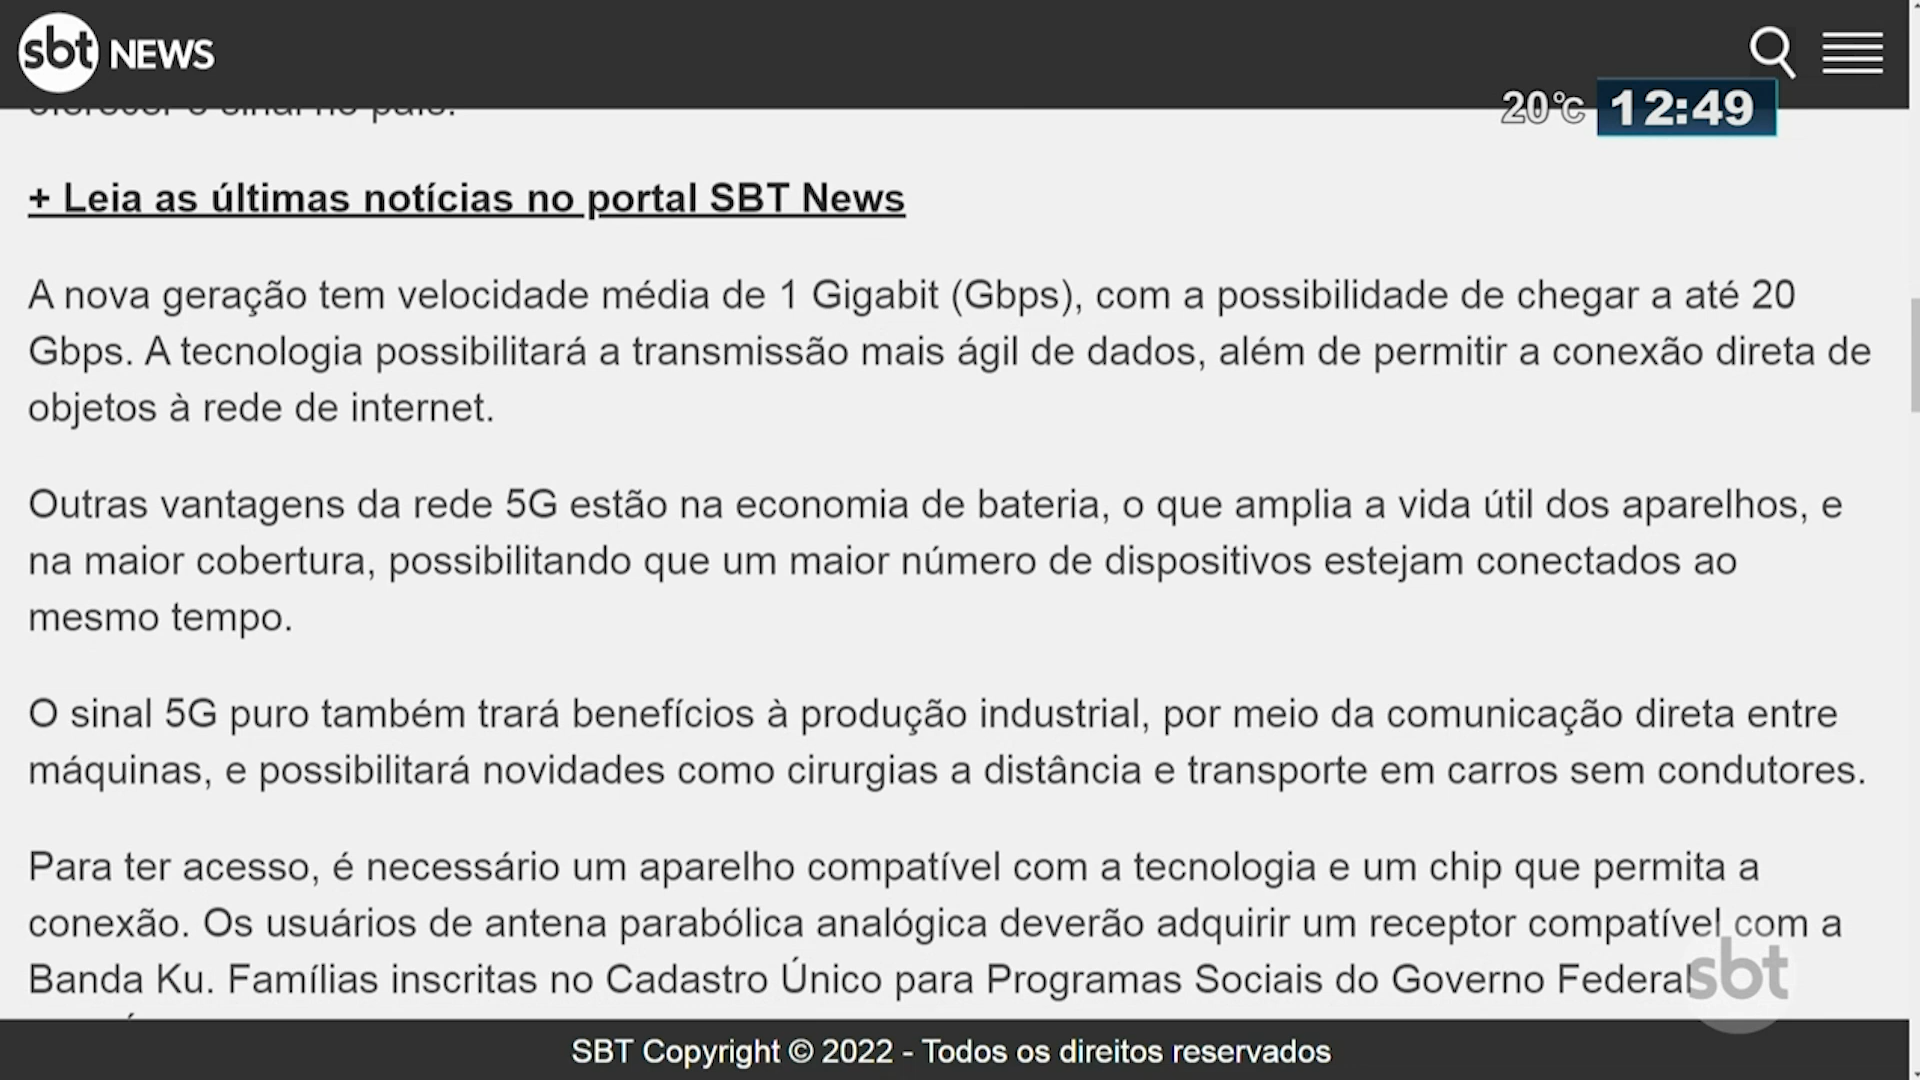 sbt NEWS
oferecer o sinal no país.
20°C 12:49
+ Leia as últimas notícias no portal SBT News
A nova geração tem velocidade média de 1 Gigabit (Gbps), com a possibilidade de chegar a até 20
Gbps. A tecnologia possibilitará a transmissão mais ágil de dados, além de permitir a conexão direta de
objetos à rede de internet.
Outras vantagens da rede 5G estão na economia de bateria, o que amplia a vida útil dos aparelhos, e
na maior cobertura, possibilitando que um maior número de dispositivos estejam conectados ao
mesmo tempo.
O sinal 5G puro também trará benefícios à produção industrial, por meio da comunicação direta entre
máquinas, e possibilitará novidades como cirurgias a distância e transporte em carros sem condutores.
Para ter acesso, é necessário um aparelho compatível com a tecnologia e um chip que permita a
conexão. Os usuários de antena parabólica analógica deverão adquirir um receptor compatível com a
Banda Ku. Famílias inscritas no Cadastro Único para Programas Sociais do Governo Federal
sbt
SBT Copyright © 2022 - Todos os direitos reservados